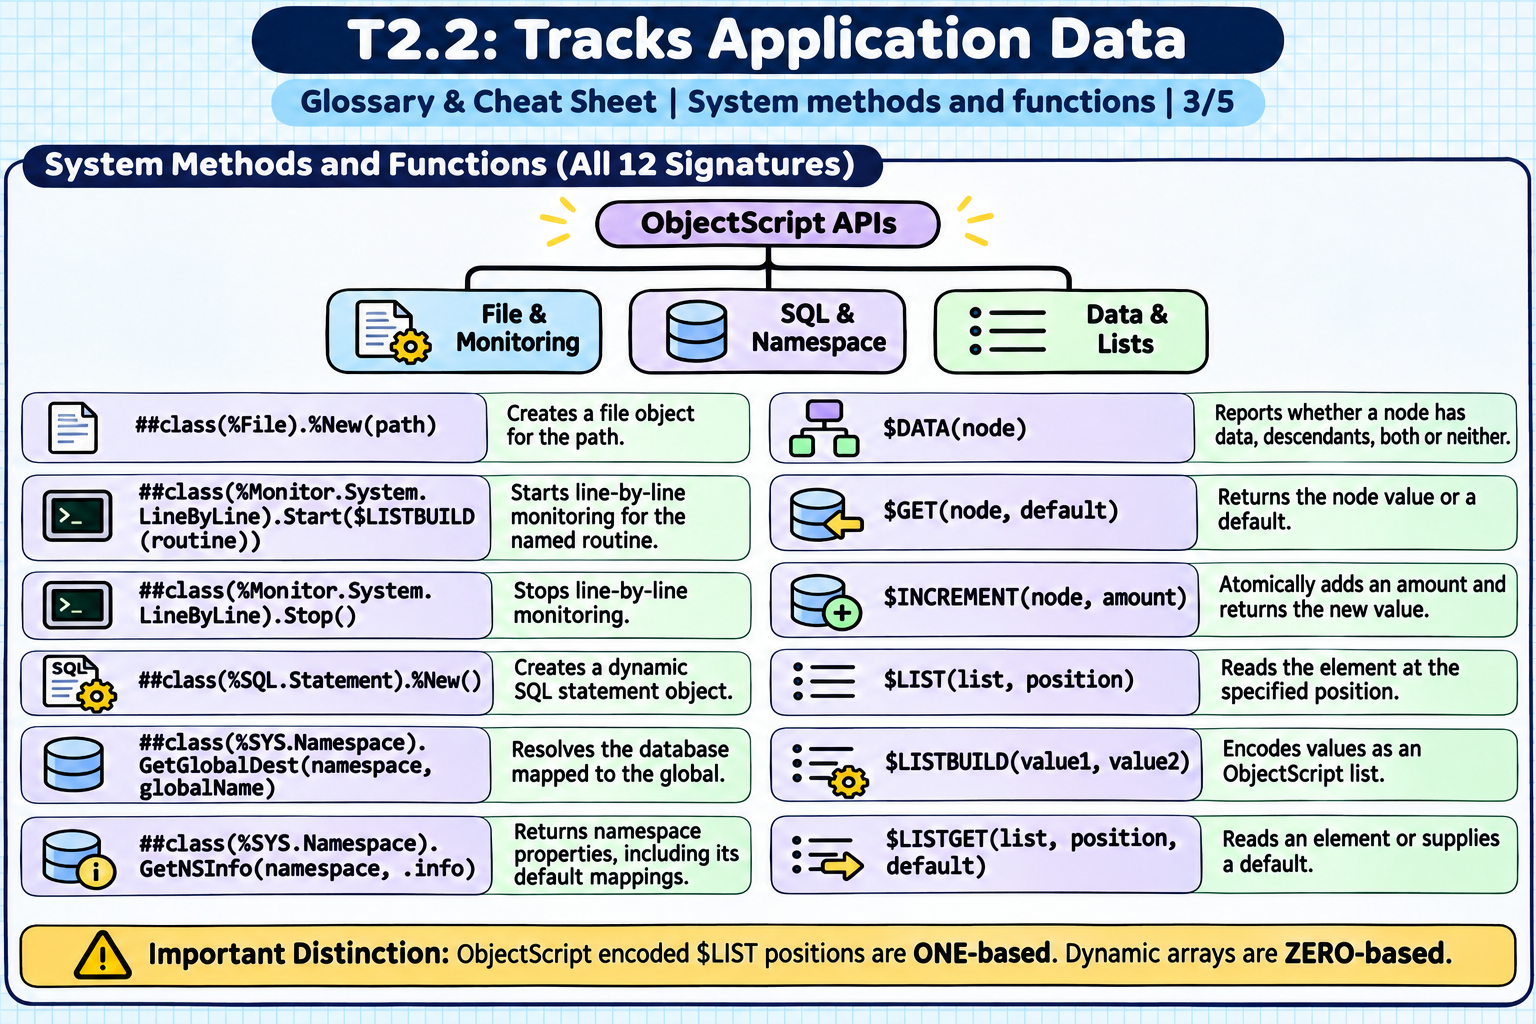 T2.2: Tracks Application Data
Glossary & Cheat Sheet | System methods and functions | 3/5
System Methods and Functions (All 12 Signatures)
ObjectScript APIs
File &
Monitoring
SQL &
Namespace
Data &
Lists
##class(%File).%New(path)
Creates a file object
for the path.
##class(%Monitor.System.
LineByLine).Start($LISTBUILD
(routine))
Starts line-by-line
monitoring for the
named routine.
##class(%Monitor.System.
LineByLine).Stop()
Stops line-by-line
monitoring.
SQL
##class(%SQL.Statement).%New()
Creates a dynamic
SQL statement object.
##class(%SYS.Namespace).
GetGlobalDest(namespace,
globalName)
Resolves the database
mapped to the global.
##class(%SYS.Namespace).
GetNSInfo(namespace, .info)
Returns namespace
properties, including its
default mappings.
$DATA(node)
Reports whether a node has
data, descendants, both or neither.
$GET(node, default)
Returns the node value or a
default.
$INCREMENT(node, amount)
Atomically adds an amount and
returns the new value.
$LIST(list, position)
Reads the element at the
specified position.
$LISTBUILD(value1, value2)
Encodes values as an
ObjectScript list.
$LISTGET(list, position,
default)
Reads an element or supplies
a default.
Important Distinction: ObjectScript encoded $LIST positions are ONE-based. Dynamic arrays are ZERO-based.